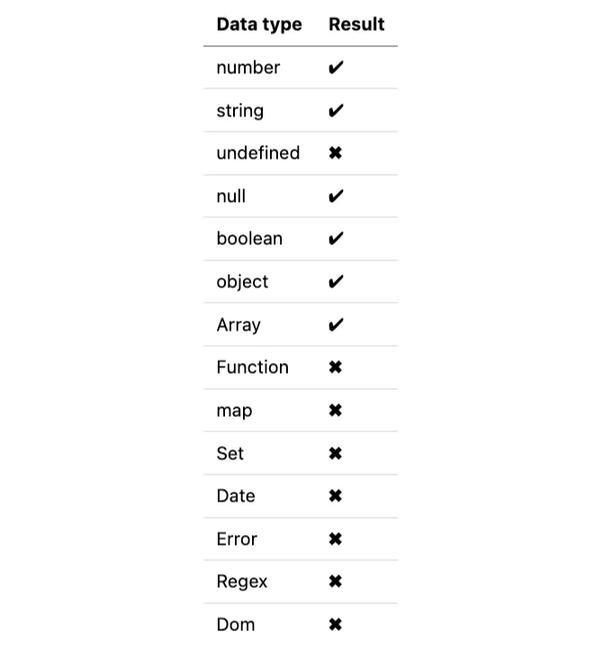 Data type Result
number ✔
string ✔
undefined ✖
null ✔
boolean ✔
object ✔
Array ✔
Function ✖
map ✖
Set ✖
Date ✖
Error ✖
Regex ✖
Dom ✖